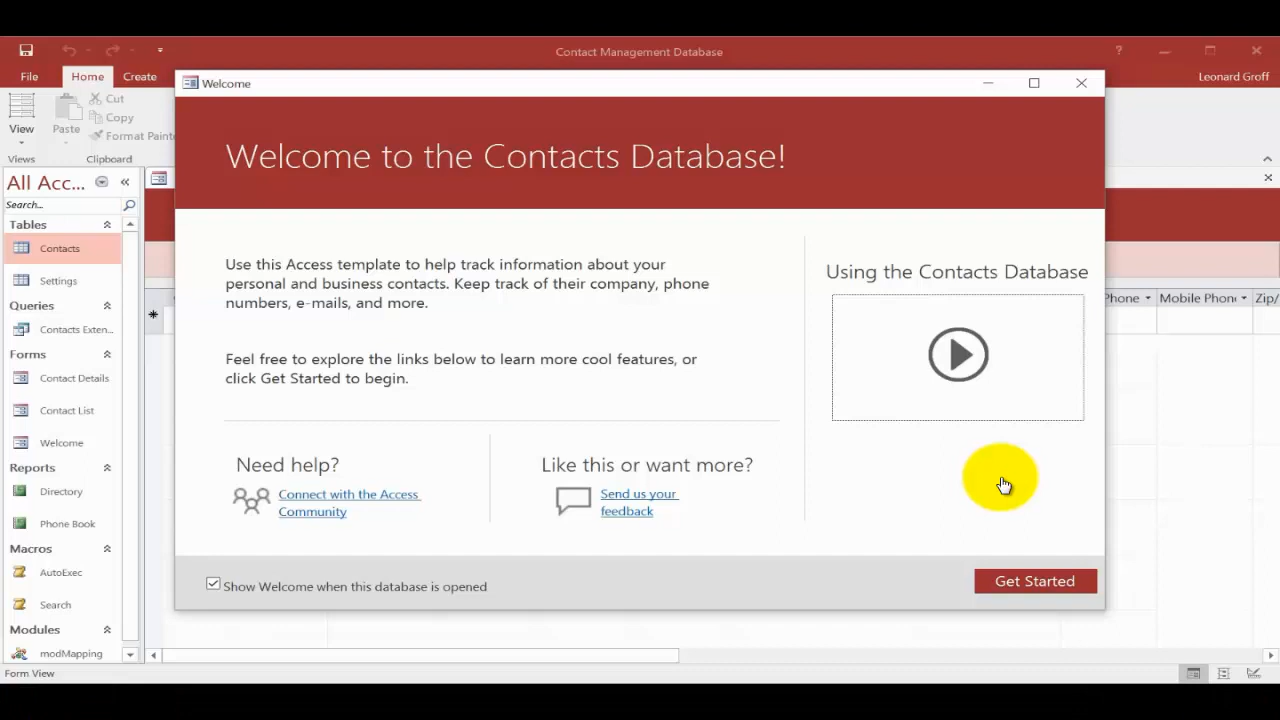 Contact Management Database
?
File
Home
Create
Leonard Groff
View
Paste
Cut
Copy
Format Painte
Views
Clipboard
Welcome
Welcome to the Contacts Database!
Use this Access template to help track information about your
personal and business contacts. Keep track of their company, phone
numbers, e-mails, and more.
Feel free to explore the links below to learn more cool features, or
click Get Started to begin.
Using the Contacts Database
Need help?
Connect with the Access
Community
Like this or want more?
Send us your
feedback
Show Welcome when this database is opened
Get Started
All Acc...
Search...
Tables
Contacts
Settings
Queries
Contacts Exten...
Forms
Contact Details
Contact List
Welcome
Reports
Directory
Phone Book
Macros
AutoExec
Search
Modules
modMapping
Phone
Mobile Phone
Zip/
Form View